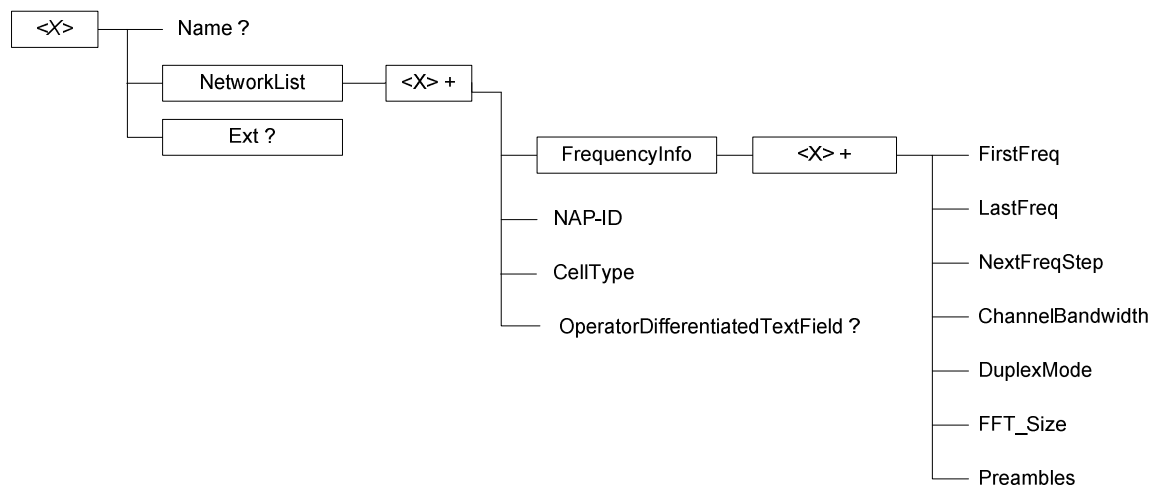 <X>
Name ?
NetworkList
<X> +
Ext ?
FrequencyInfo
<X> +
FirstFreq
NAP-ID
LastFreq
CellType
NextFreqStep
OperatorDifferentiatedTextField ?
ChannelBandwidth
DuplexMode
FFT_Size
Preambles